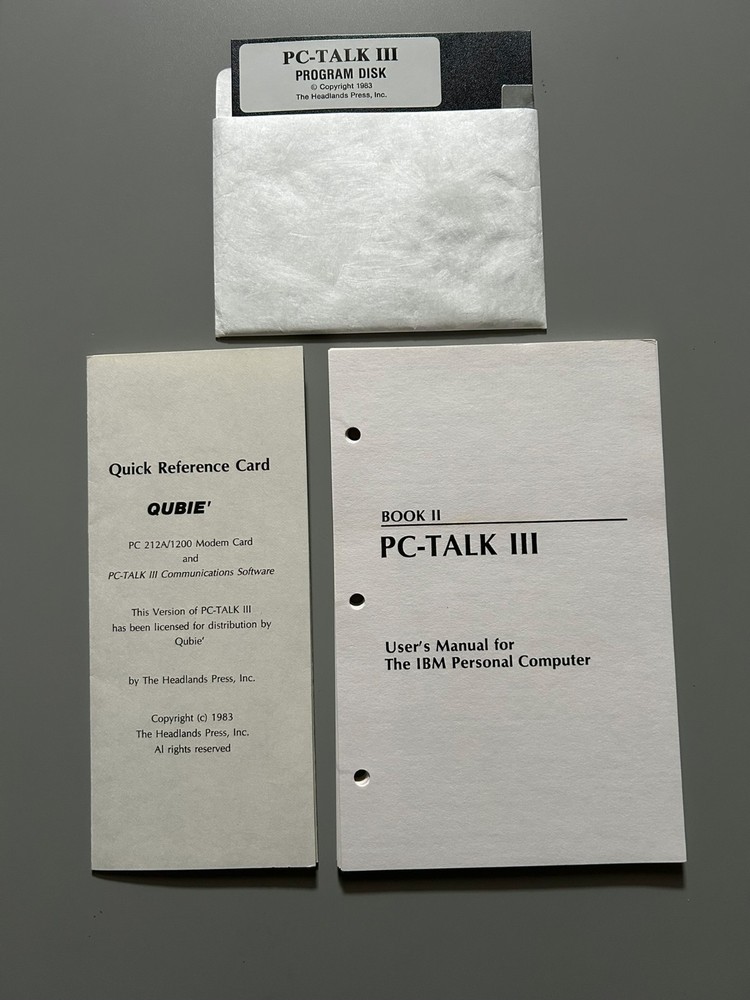 PC-TALK III
PROGRAM DISK
© Copyright 1983
The Headlands Press, Inc.
Quick Reference Card
QUBIE'
PC 212A/1200 Modem Card
and
PC-TALK III Communications Software
This Version of PC-TALK III
has been licensed for distribution by
Qubie'
by The Headlands Press, Inc.
Copyright (c) 1983
The Headlands Press, Inc.
All rights reserved
BOOK II
PC-TALK III
User's Manual for
The IBM Personal Computer